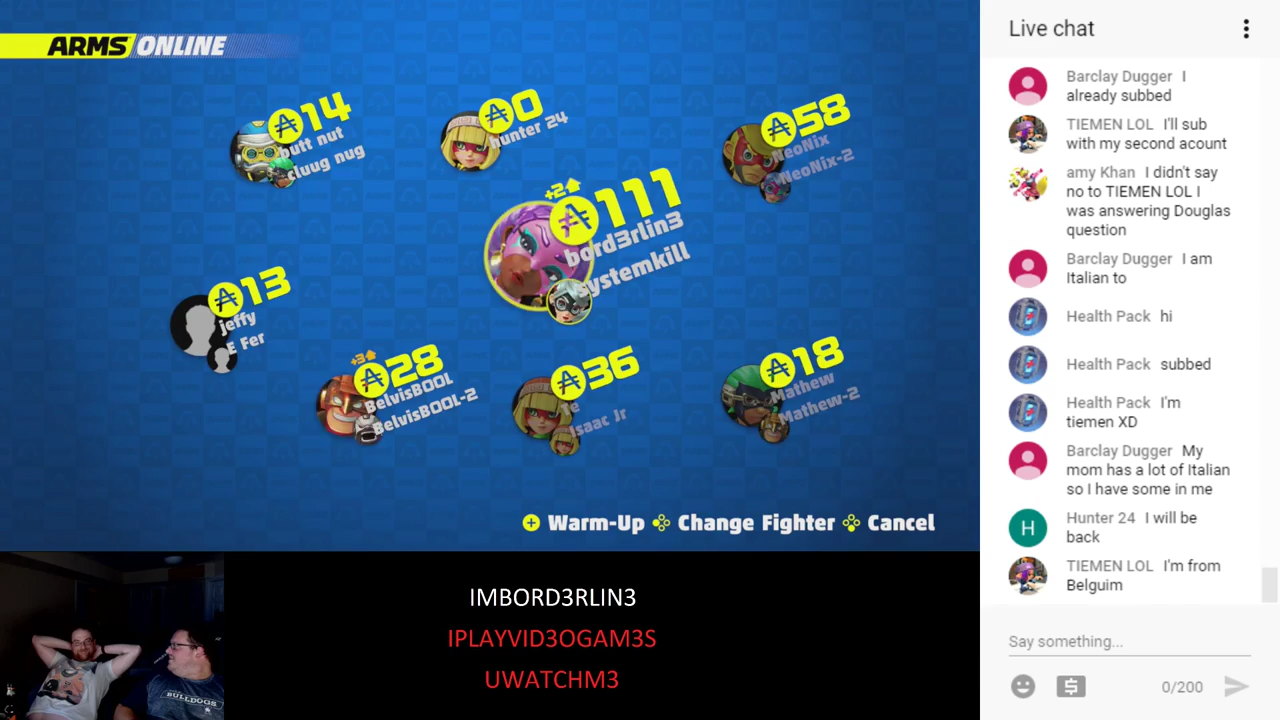 ARMS ONLINE
14
butt nut
cluug nug
0
hunter 24
58
NeoNix
NeoNix-2
+2
111
bord3rlin3
systemkill
13
jeffy
E Fer
+3
28
BelvisBOOL
BelvisBOOL-2
36
Isaac Jr
18
Mathew
Mathew-2
Warm-Up Change Fighter Cancel
IMBORD3RLIN3
IPLAYVID3OGAM3S
UWATCHM3
BULLDOGS
Live chat
Barclay Dugger I
already subbed
TIEMEN LOL I'll sub
with my second acount
amy Khan I didn't say
no to TIEMEN LOL I
was answering Douglas
question
Barclay Dugger I am
Italian to
Health Pack hi
Health Pack subbed
Health Pack I'm
tiemen XD
Barclay Dugger My
mom has a lot of Italian
so I have some in me
H
Hunter 24 I will be
back
TIEMEN LOL I'm from
Belguim
Say something...
0/200